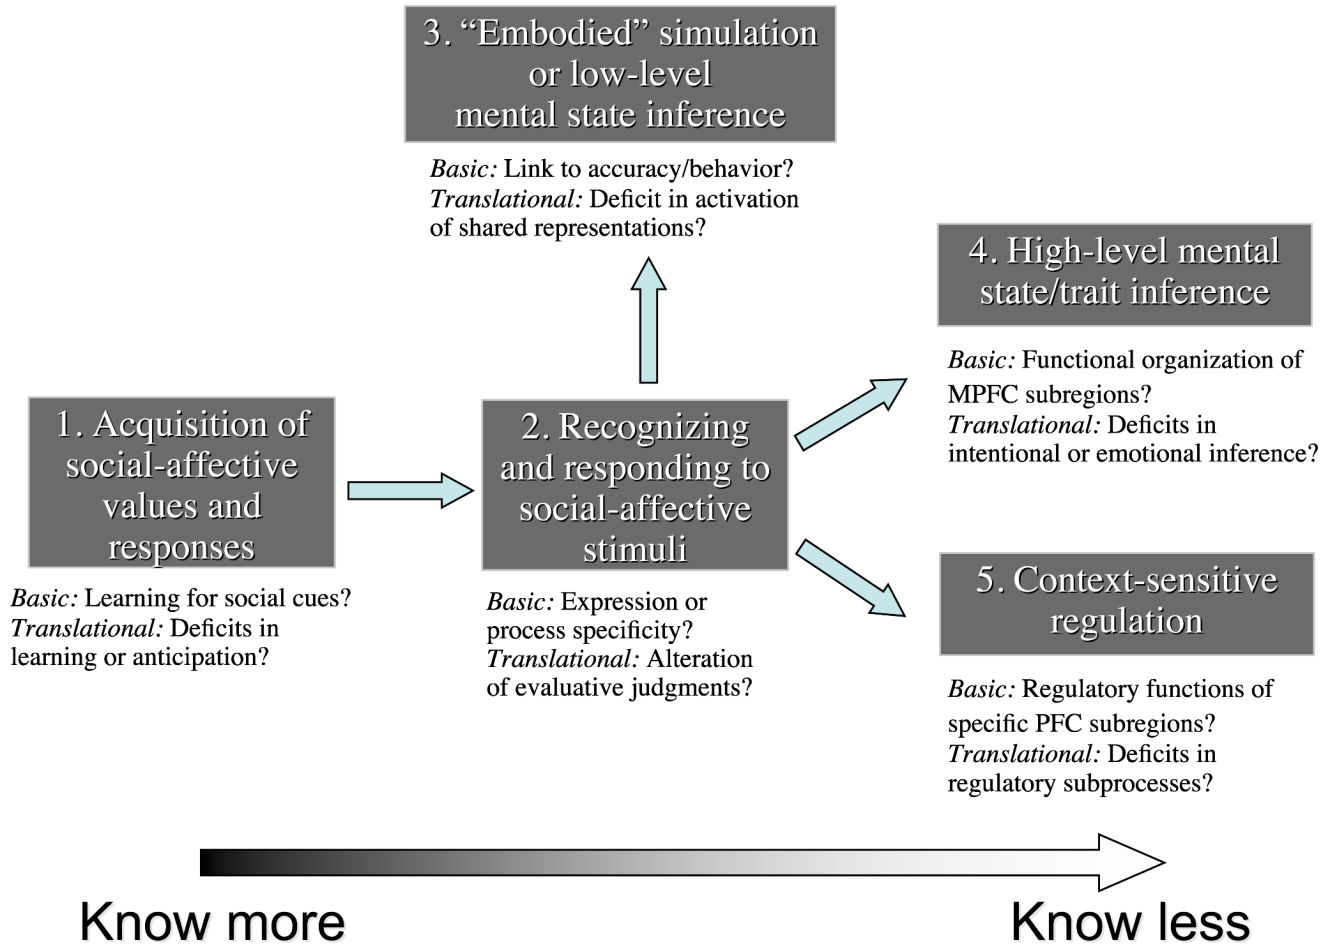 3. “Embodied” simulation
or low-level
mental state inference
Basic: Link to accuracy/behavior?
Translational: Deficit in activation
of shared representations?
4. High-level mental
state/trait inference
Basic: Functional organization of
MPFC subregions?
Translational: Deficits in
intentional or emotional inference?
1. Acquisition of
social-affective
values and
responses
Basic: Learning for social cues?
Translational: Deficits in
learning or anticipation?
2. Recognizing
and responding to
social-affective
stimuli
Basic: Expression or
process specificity?
Translational: Alteration
of evaluative judgments?
5. Context-sensitive
regulation
Basic: Regulatory functions of
specific PFC subregions?
Translational: Deficits in
regulatory subprocesses?
Know more
Know less